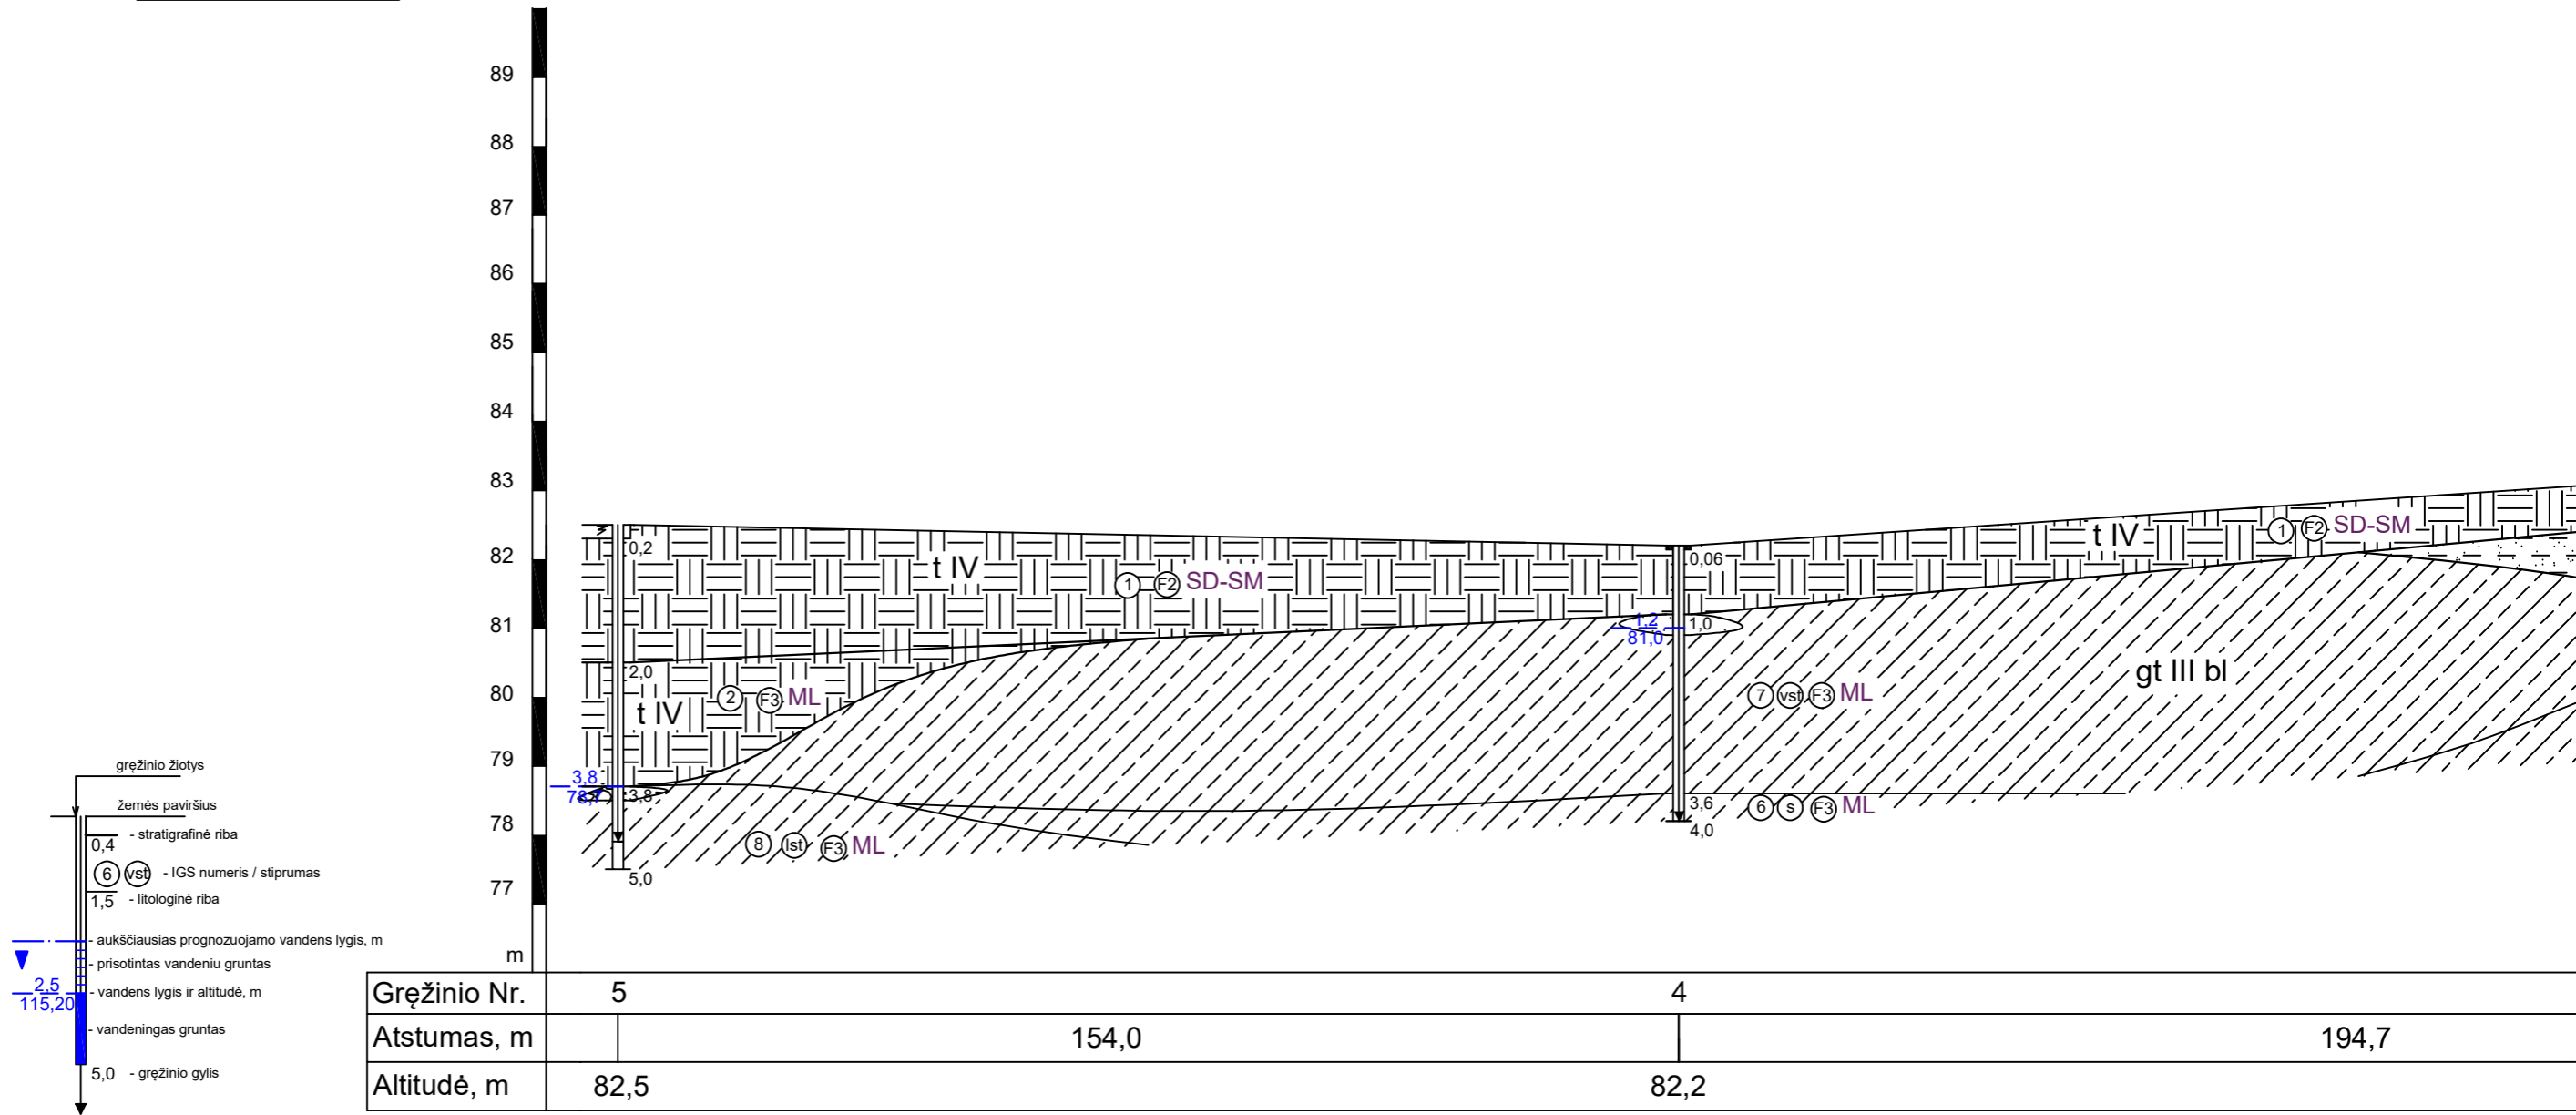 89
88
87
86
85
84
83
82
81
80
79
78
77
m
0,2
t IV
1 F2 SD-SM
2,0
2 F3 ML
t IV
3,8
78,7
3,8
8 lst F3 ML
5,0
0,06
1,2
81,0
1,0
7 vst F3 ML
3,6
6 s F3 ML
4,0
t IV
1 F2 SD-SM
gt III bl
gręžinio žiotys
žemės paviršius
- stratigrafinė riba
0,4
6 vst - IGS numeris / stiprumas
1,5 - litologinė riba
- aukščiausias prognozuojamo vandens lygis, m
- prisotintas vandeniu gruntas
2,5
115,20
- vandens lygis ir altitudė, m
- vandeningas gruntas
5,0 - gręžinio gylis
Gręžinio Nr. 5 4
Atstumas, m 154,0 194,7
Altitudė, m 82,5 82,2